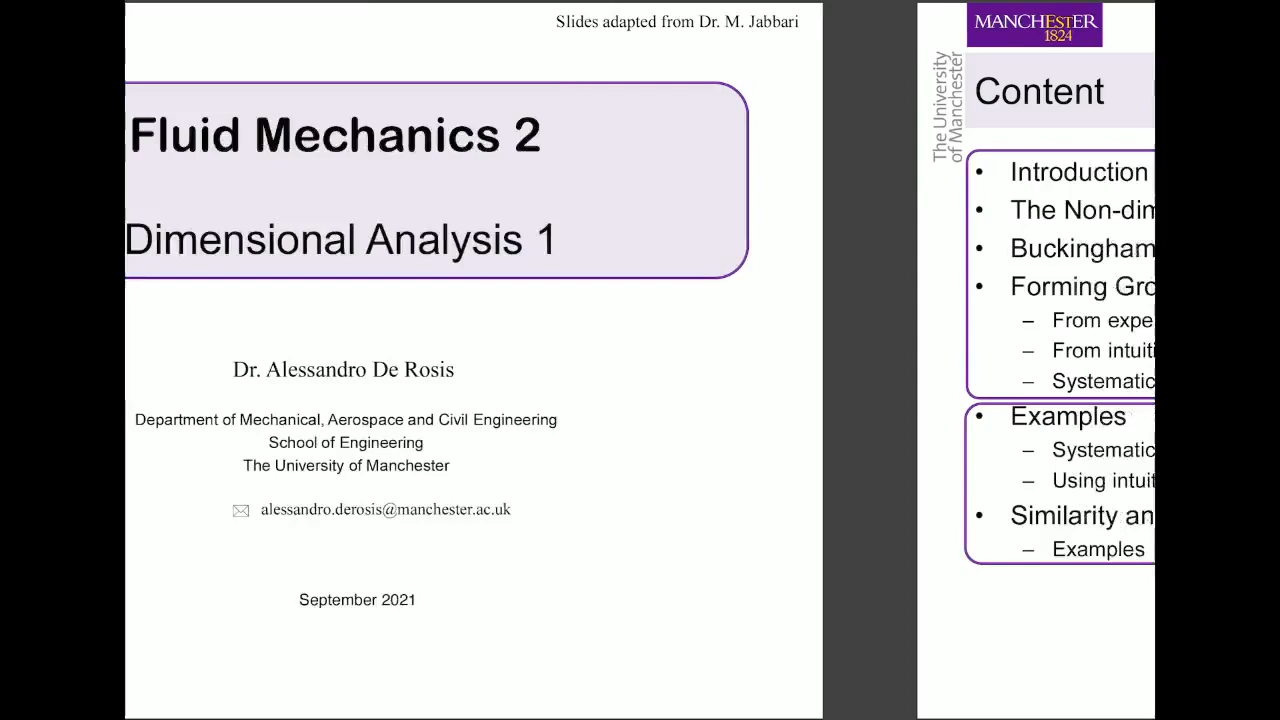 Slides adapted from Dr. M. Jabbari
Fluid Mechanics 2
Dimensional Analysis 1
Dr. Alessandro De Rosis
Department of Mechanical, Aerospace and Civil Engineering
School of Engineering
The University of Manchester
alessandro.derosis@manchester.ac.uk
September 2021
MANCHESTER
1824
The University
of Manchester
Content
• Introduction
• The Non-dim
• Buckingham
• Forming Gro
– From expe
– From intuiti
– Systematic
• Examples
– Systematic
– Using intuit
• Similarity an
– Examples